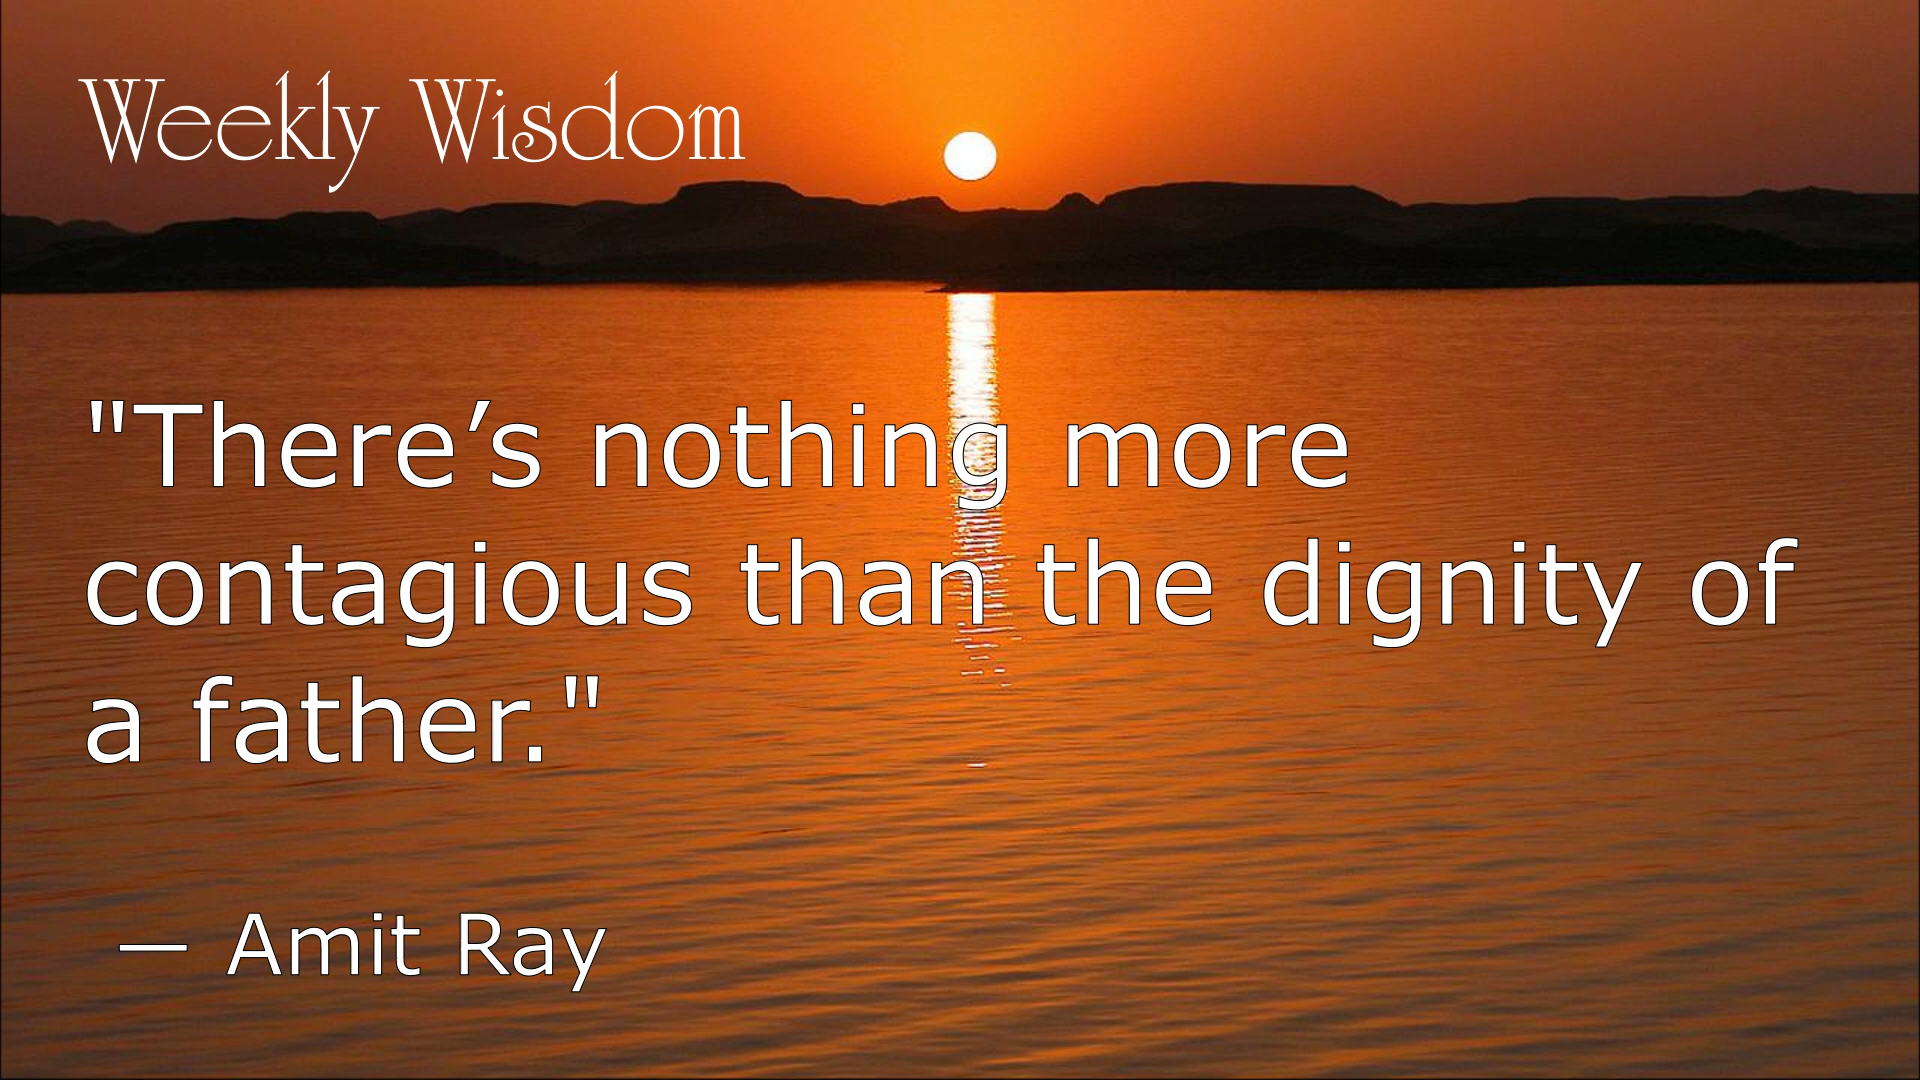 Weekly Wisdom
"There’s nothing more
contagious than the dignity of
a father."
— Amit Ray